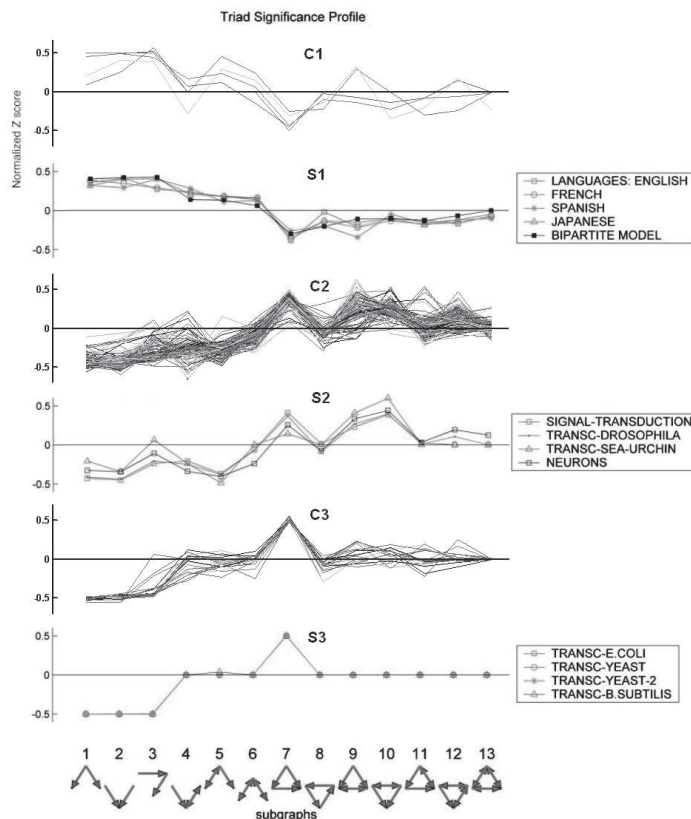 Triad Significance Profile
Normalized Z score
C1
0.5
0
-0.5
S1
0.5
0
-0.5
LANGUAGES: ENGLISH
FRENCH
SPANISH
JAPANESE
BIPARTITE MODEL
C2
0.5
0
-0.5
S2
0.5
0
-0.5
SIGNAL-TRANSDUCTION
TRANSC-DROSOPHILA
TRANSC-SEA-URCHIN
NEURONS
C3
0.5
0
-0.5
S3
0.5
0
-0.5
TRANSC-E.COLI
TRANSC-YEAST
TRANSC-YEAST-2
TRANSC-B.SUBTILIS
1 2 3 4 5 6 7 8 9 10 11 12 13
subgraphs